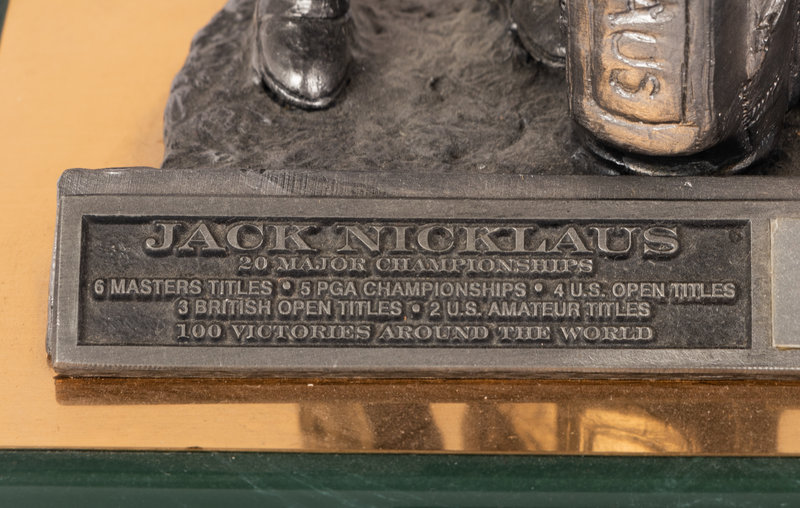 AUS
JACK NICKLAUS
20 MAJOR CHAMPIONSHIPS
6 MASTERS TITLES • 5 PGA CHAMPIONSHIPS • 4 U.S. OPEN TITLES
3 BRITISH OPEN TITLES • 2 U.S. AMATEUR TITLES
100 VICTORIES AROUND THE WORLD